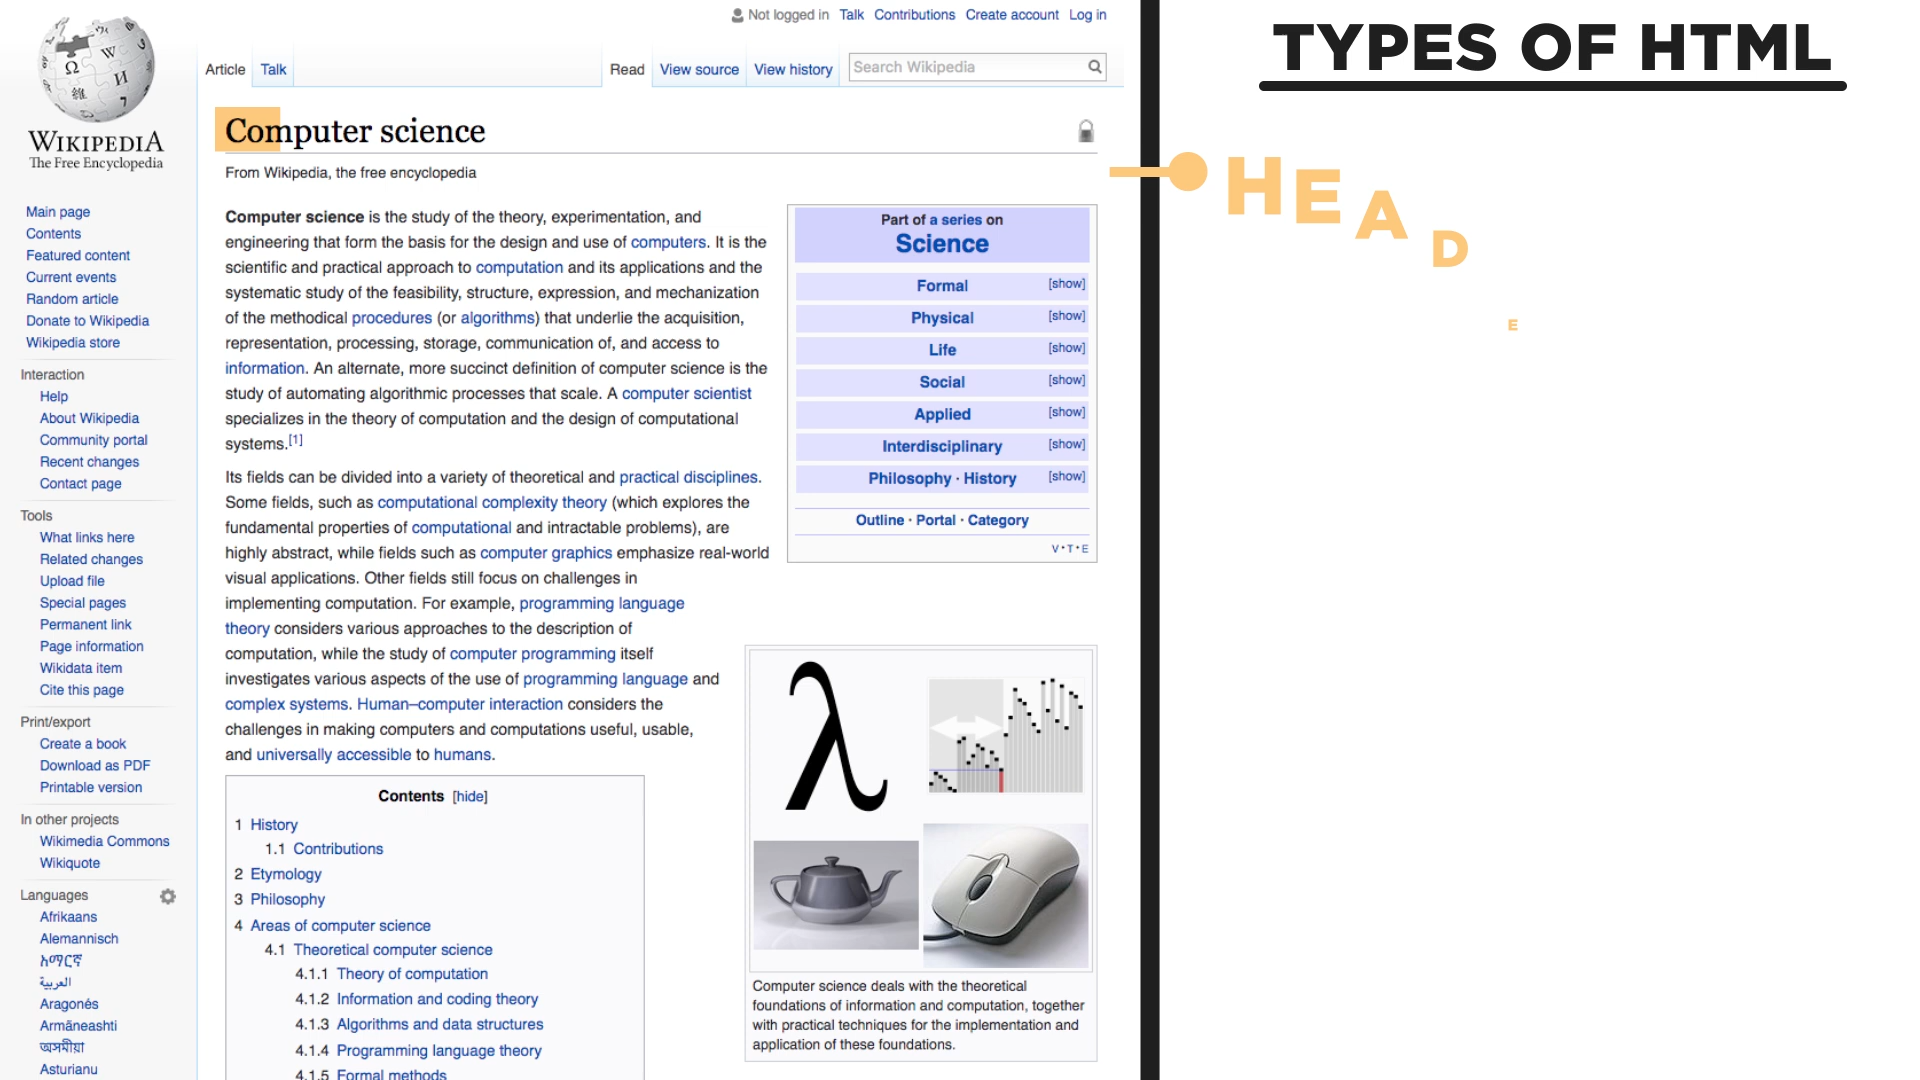 Not logged in Talk Contributions Create account Log in
Article Talk Read View source View history Search Wikipedia
WIKIPEDIA
The Free Encyclopedia
Main page
Contents
Featured content
Current events
Random article
Donate to Wikipedia
Wikipedia store
Interaction
Help
About Wikipedia
Community portal
Recent changes
Contact page
Tools
What links here
Related changes
Upload file
Special pages
Permanent link
Page information
Wikidata item
Cite this page
Print/export
Create a book
Download as PDF
Printable version
In other projects
Wikimedia Commons
Wikiquote
Languages
Afrikaans
Alemannisch
አማርኛ
العربية
Aragonés
Armãneashti
অসমীয়া
Asturianu
Computer science
From Wikipedia, the free encyclopedia
Computer science is the study of the theory, experimentation, and
engineering that form the basis for the design and use of computers. It is the
scientific and practical approach to computation and its applications and the
systematic study of the feasibility, structure, expression, and mechanization
of the methodical procedures (or algorithms) that underlie the acquisition,
representation, processing, storage, communication of, and access to
information. An alternate, more succinct definition of computer science is the
study of automating algorithmic processes that scale. A computer scientist
specializes in the theory of computation and the design of computational
systems.[1]
Its fields can be divided into a variety of theoretical and practical disciplines.
Some fields, such as computational complexity theory (which explores the
fundamental properties of computational and intractable problems), are
highly abstract, while fields such as computer graphics emphasize real-world
visual applications. Other fields still focus on challenges in
implementing computation. For example, programming language
theory considers various approaches to the description of
computation, while the study of computer programming itself
investigates various aspects of the use of programming language and
complex systems. Human–computer interaction considers the
challenges in making computers and computations useful, usable,
and universally accessible to humans.
Contents [hide]
1 History
1.1 Contributions
2 Etymology
3 Philosophy
4 Areas of computer science
4.1 Theoretical computer science
4.1.1 Theory of computation
4.1.2 Information and coding theory
4.1.3 Algorithms and data structures
4.1.4 Programming language theory
4.1.5 Formal methods
Part of a series on
Science
Formal [show]
Physical [show]
Life [show]
Social [show]
Applied [show]
Interdisciplinary [show]
Philosophy · History [show]
Outline · Portal · Category
V · T · E
λ
Computer science deals with the theoretical
foundations of information and computation, together
with practical techniques for the implementation and
application of these foundations.
TYPES OF HTML
HEADE